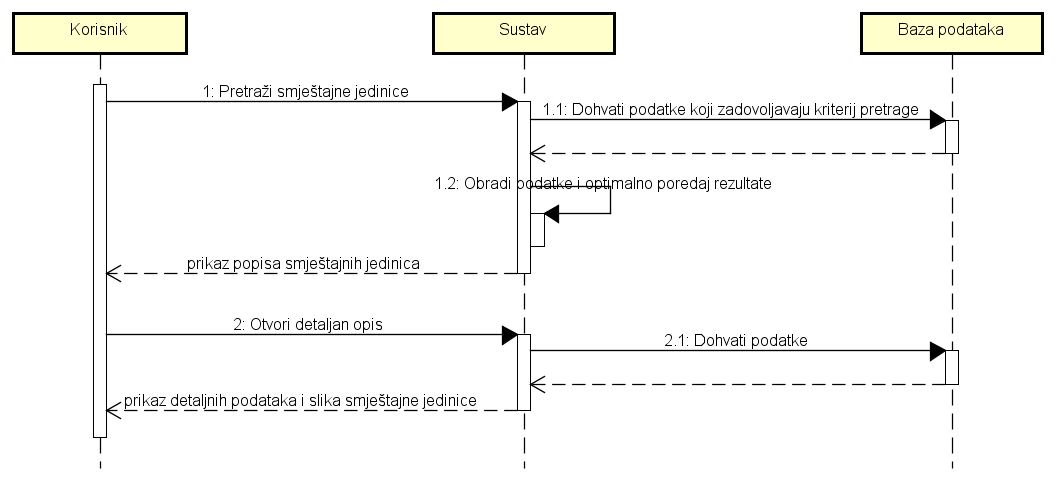 Korisnik
Sustav
Baza podataka
1: Pretraži smještajne jedinice
1.1: Dohvati podatke koji zadovoljavaju kriterij pretrage
1.2: Obradi podatke i optimalno poredaj rezultate
prikaz popisa smještajnih jedinica
2: Otvori detaljan opis
2.1: Dohvati podatke
prikaz detaljnih podataka i slika smještajne jedinice